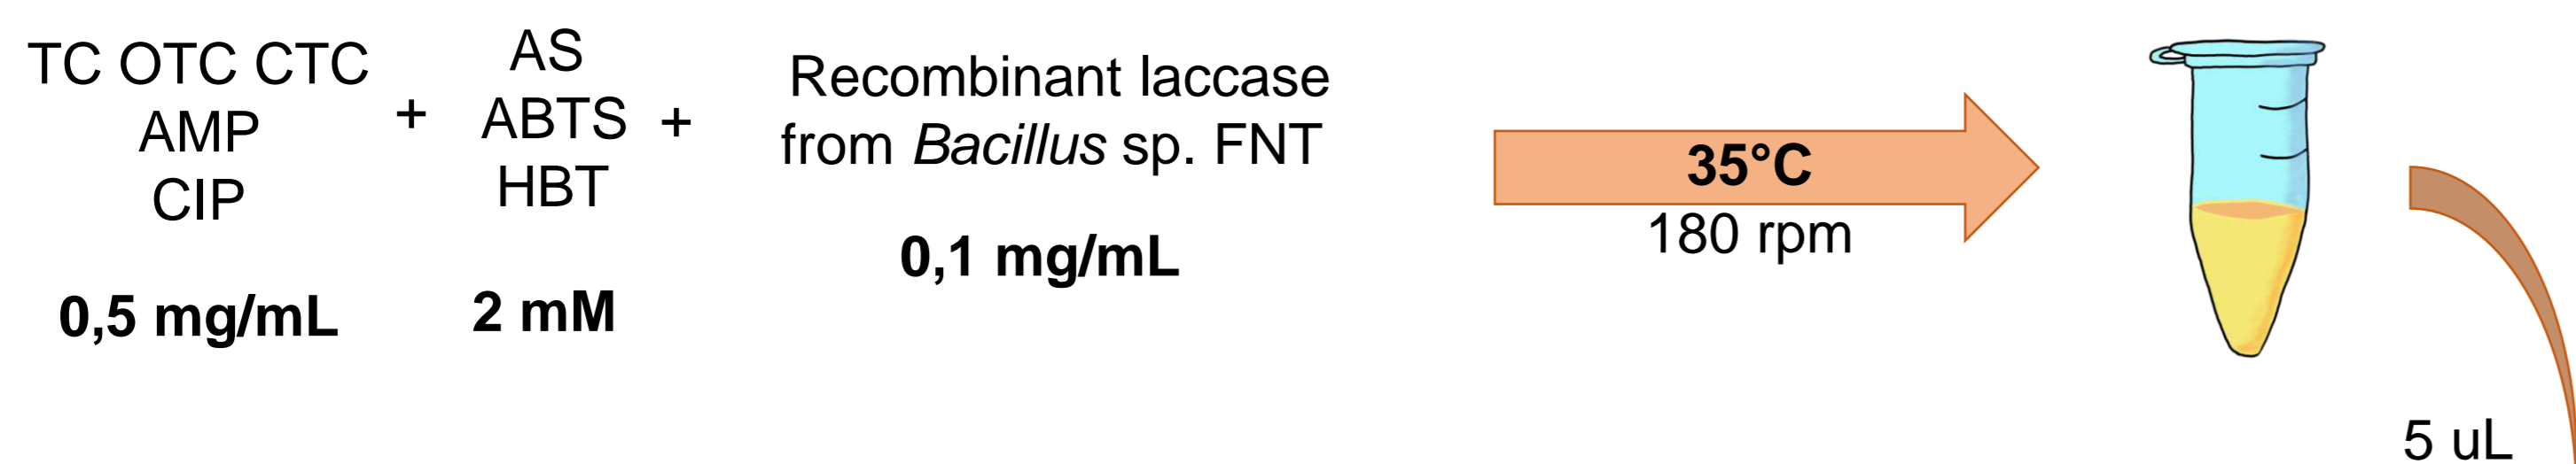 TC OTC CTC
AMP
CIP
0,5 mg/mL
+
AS
ABTS
HBT
2 mM
+
Recombinant laccase
from Bacillus sp. FNT
0,1 mg/mL
35°C
180 rpm
5 uL